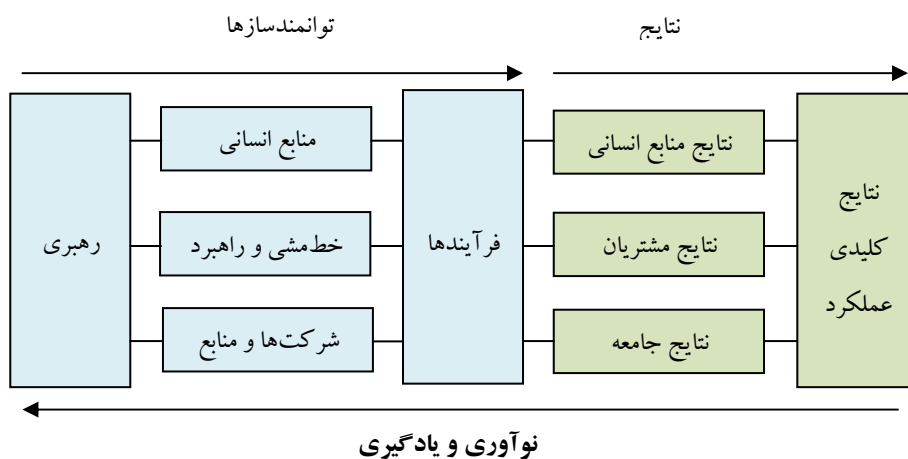 توانمندسازها
نتایج
رهبری
منابع انسانی
خط‌مشی و راهبرد
شرکت‌ها و منابع
فرآیندها
نتایج منابع انسانی
نتایج مشتریان
نتایج جامعه
نتایج
کلیدی
عملکرد
نوآوری و یادگیری